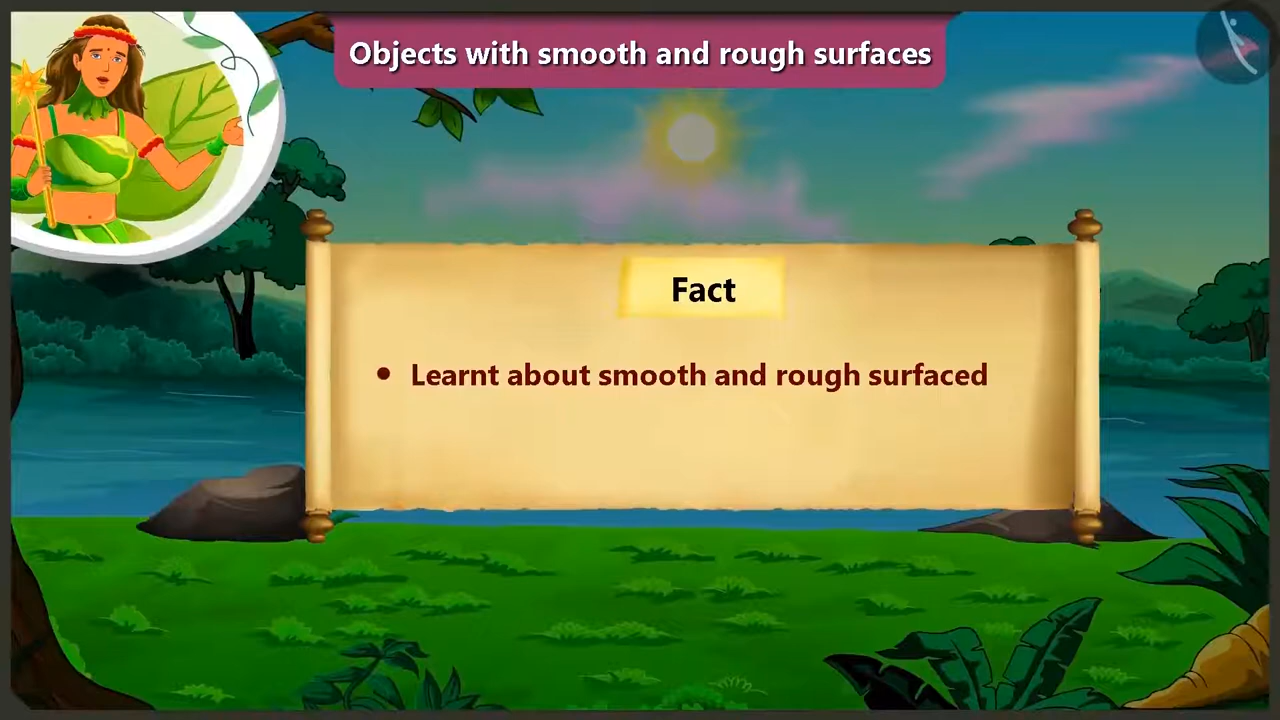 Objects with smooth and rough surfaces
Fact
• Learnt about smooth and rough surfaced